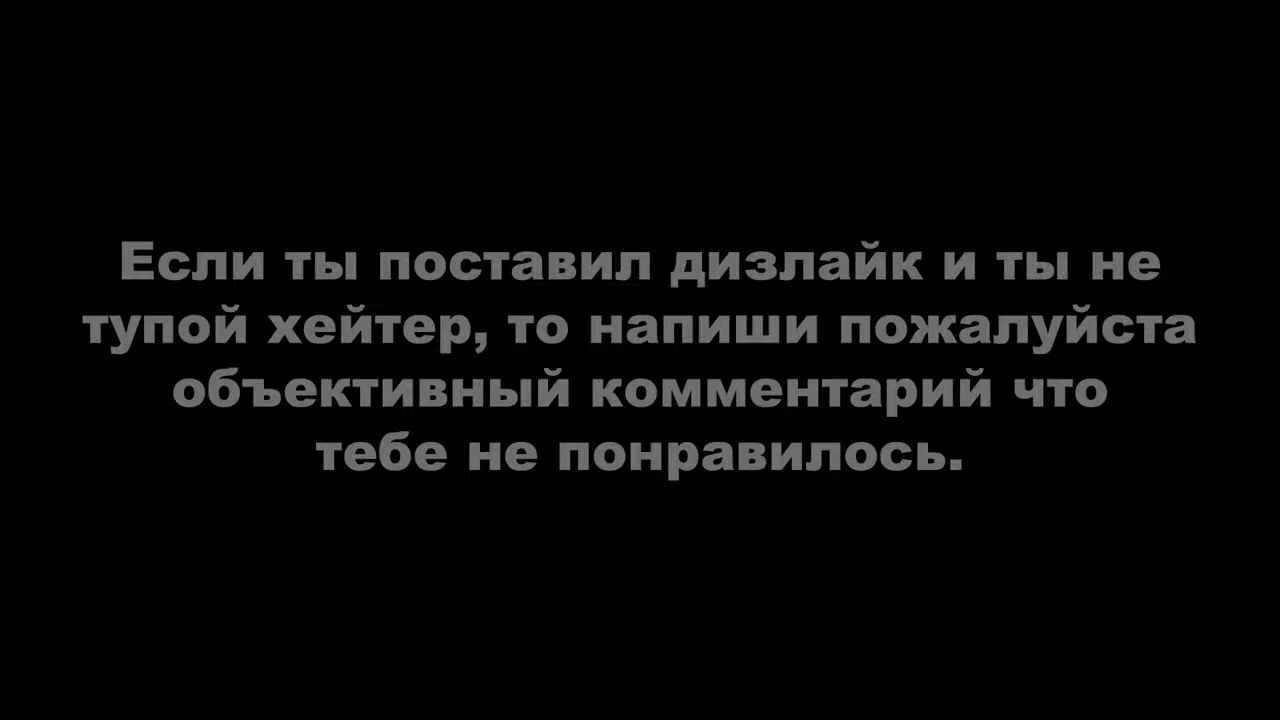 Если ты поставил дизлайк и ты не
тупой хейтер, то напиши пожалуйста
объективный комментарий что
тебе не понравилось.